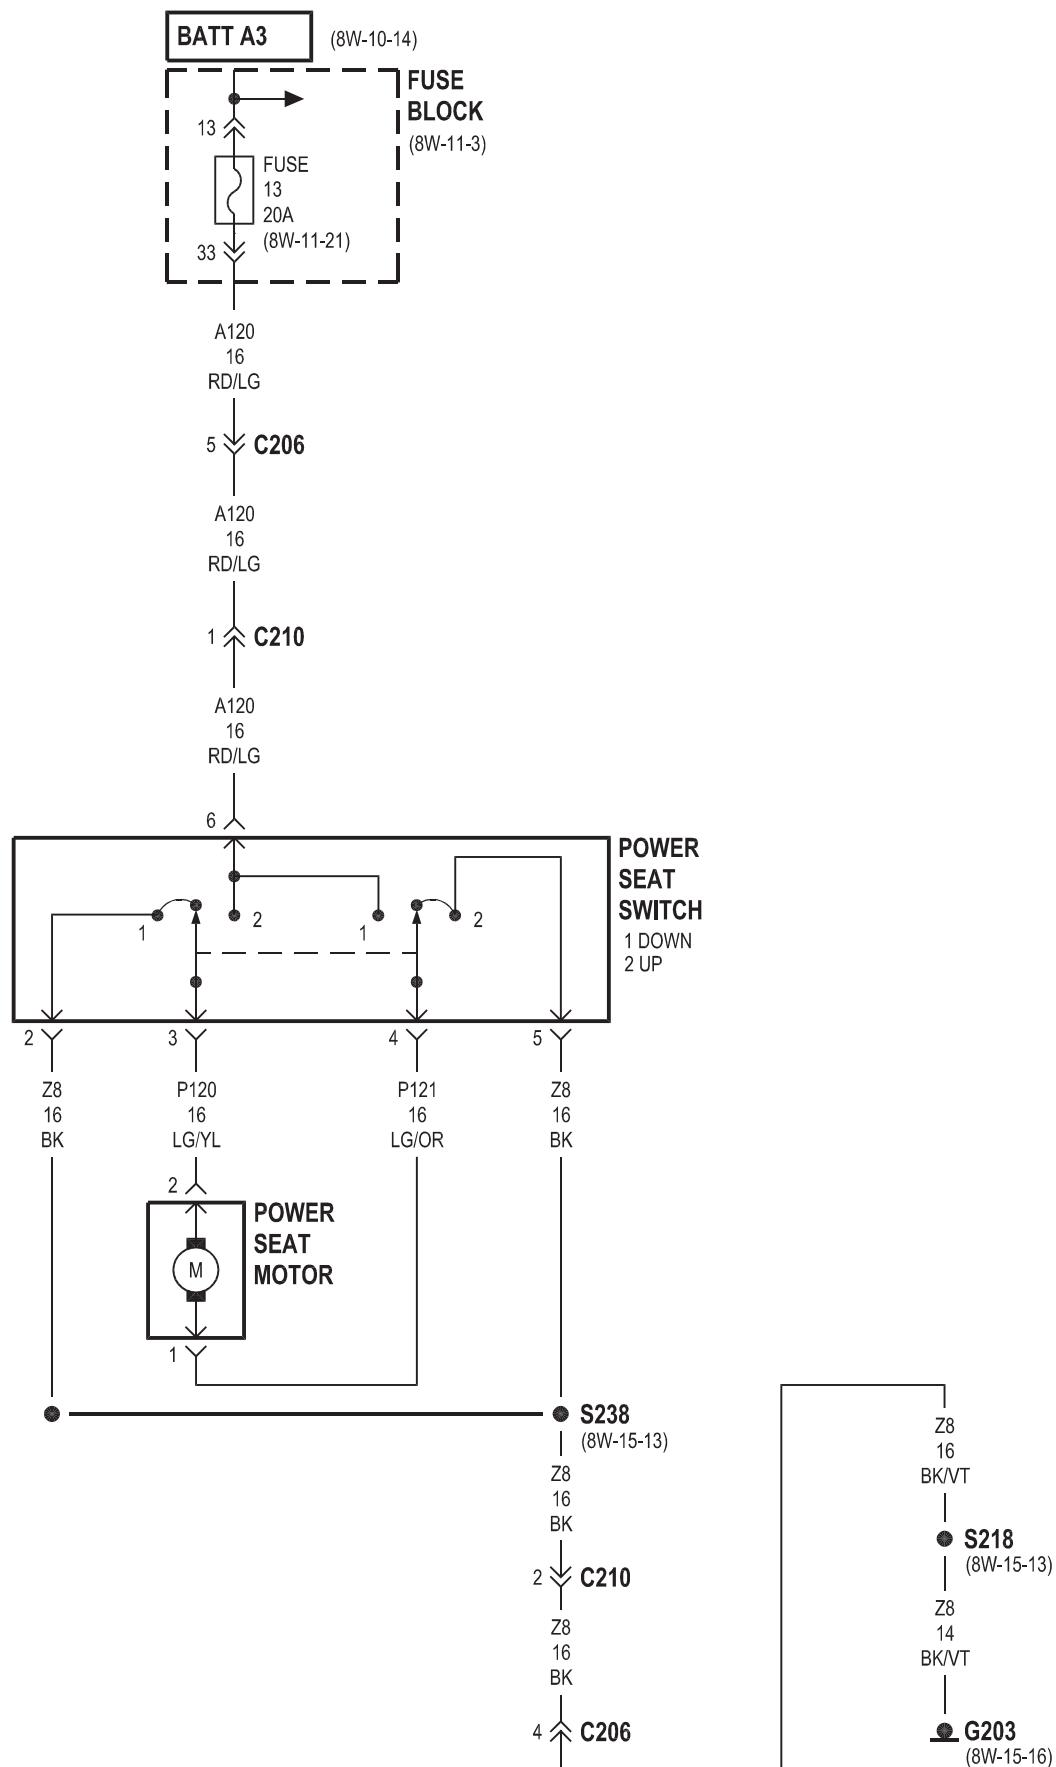 BATT A3
(8W-10-14)
FUSE
BLOCK
(8W-11-3)
13
FUSE
13
20A
(8W-11-21)
33
A120
16
RD/LG
5
C206
A120
16
RD/LG
1
C210
A120
16
RD/LG
6
POWER
SEAT
SWITCH
1 DOWN
2 UP
1
2
1
2
2
3
4
5
Z8
16
BK
P120
16
LG/YL
P121
16
LG/OR
Z8
16
BK
2
POWER
SEAT
MOTOR
M
1
S238
(8W-15-13)
Z8
16
BK
2
C210
Z8
16
BK
4
C206
Z8
16
BK/VT
S218
(8W-15-13)
Z8
14
BK/VT
G203
(8W-15-16)